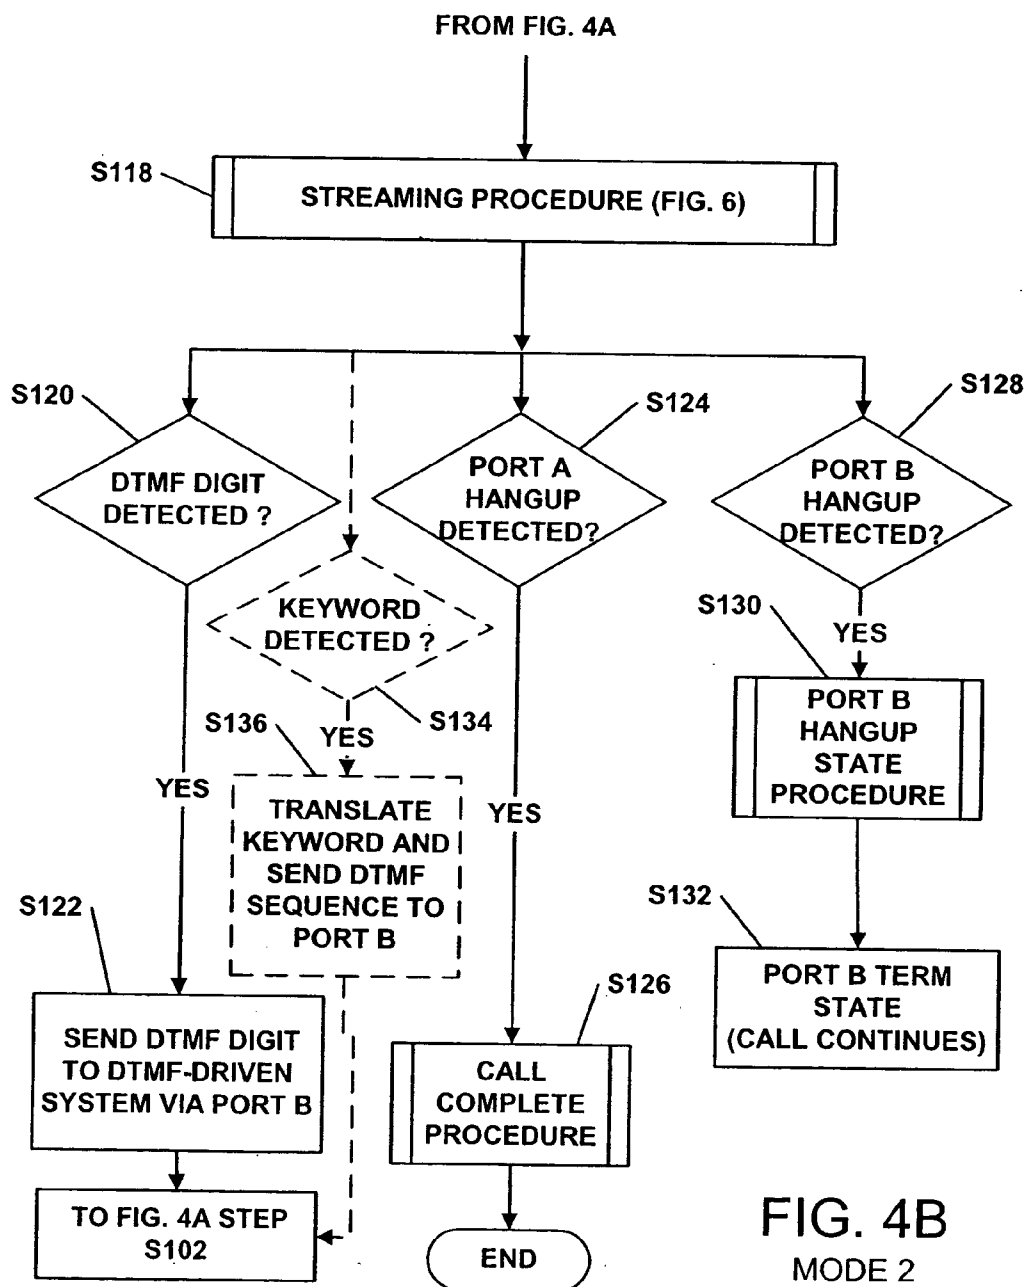 FROM FIG. 4A
S118
STREAMING PROCEDURE (FIG. 6)
S120
DTMF DIGIT
DETECTED ?
S124
PORT A
HANGUP
DETECTED?
S128
PORT B
HANGUP
DETECTED?
KEYWORD
DETECTED ?
S134
YES
S136
TRANSLATE
KEYWORD AND
SEND DTMF
SEQUENCE TO
PORT B
YES
YES
S130
YES
PORT B
HANGUP
STATE
PROCEDURE
S132
PORT B TERM
STATE
(CALL CONTINUES)
S122
SEND DTMF DIGIT
TO DTMF-DRIVEN
SYSTEM VIA PORT B
S126
CALL
COMPLETE
PROCEDURE
TO FIG. 4A STEP
S102
END
FIG. 4B
MODE 2